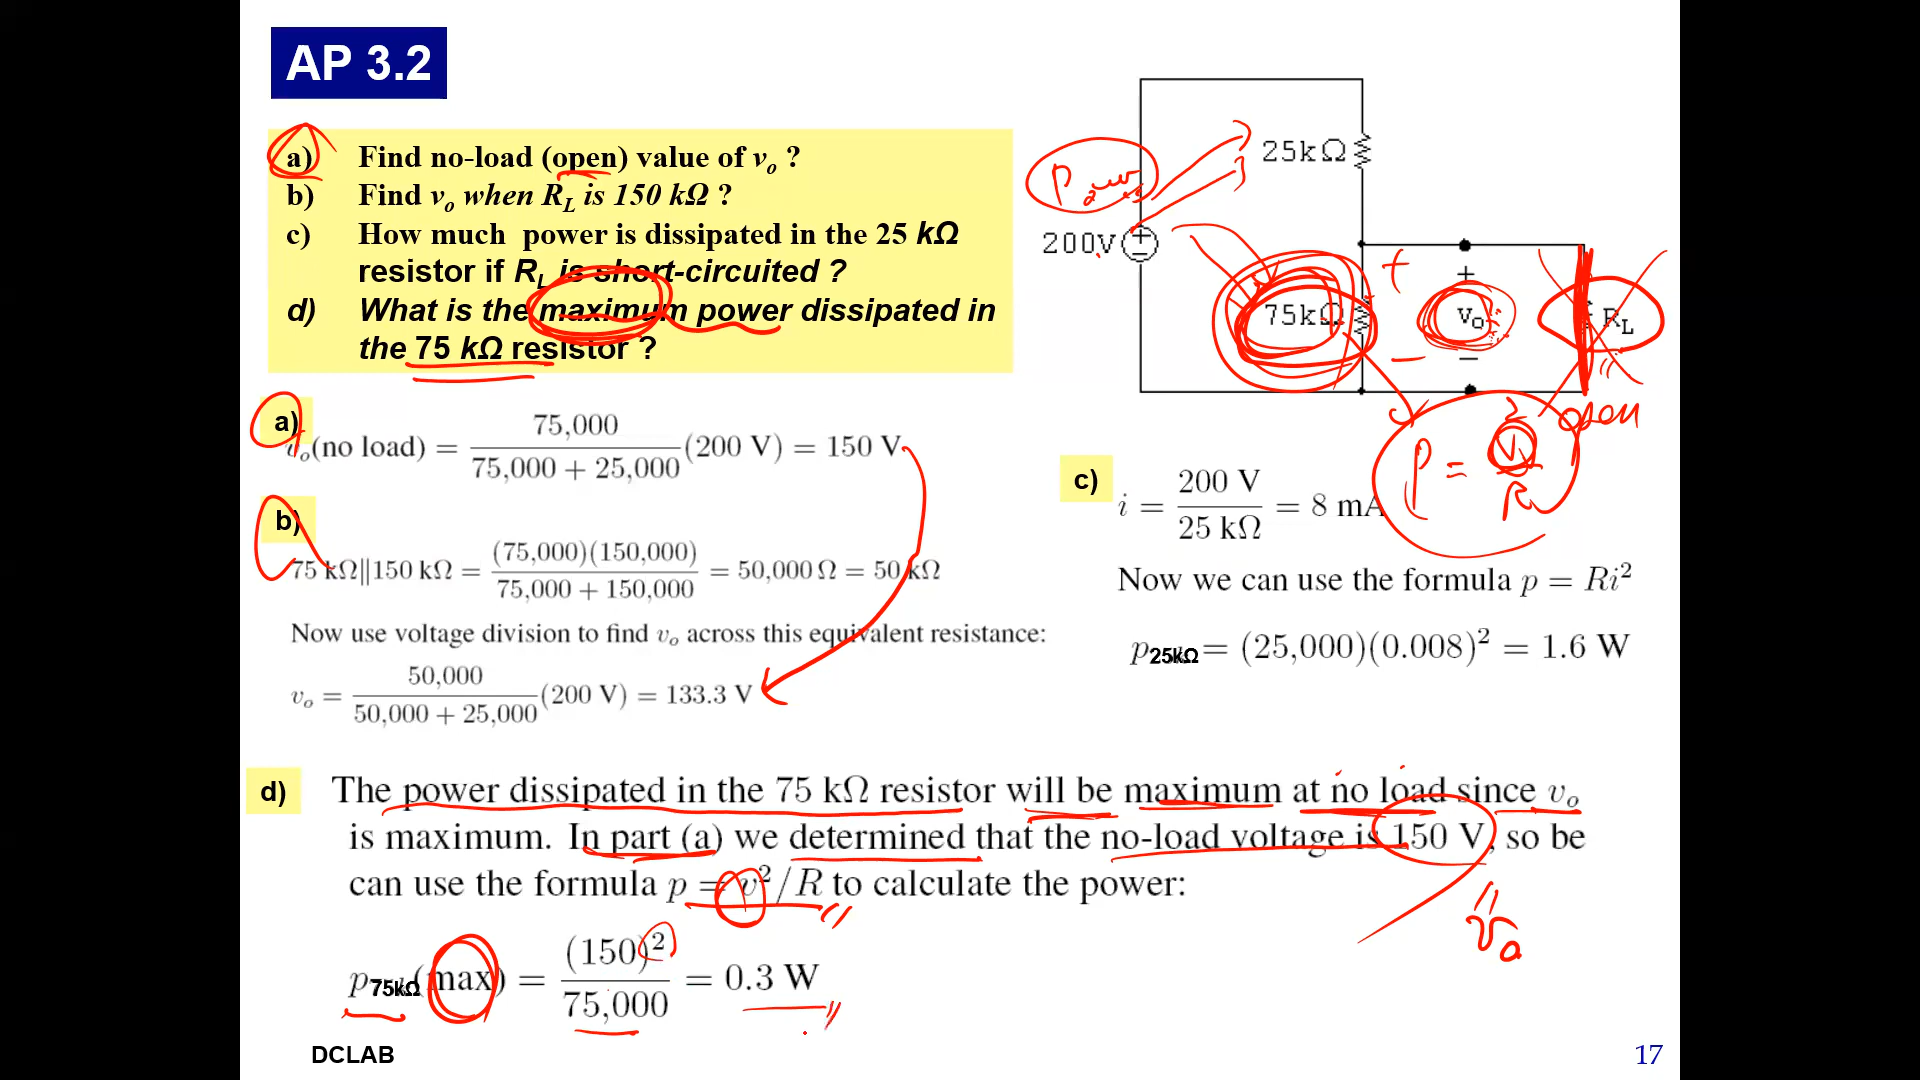 AP 3.2
a) Find no-load (open) value of vo ?
b) Find vo when RL is 150 kΩ ?
c) How much power is dissipated in the 25 kΩ
resistor if RL is short-circuited ?
d) What is the maximum power dissipated in
the 75 kΩ resistor ?
25kΩ
200V
75kΩ
+
vo
−
RL
+
−
open
P = V² / R
a)
vo(no load) = 75,000 / (75,000 + 25,000) (200 V) = 150 V
b)
75 kΩ||150 kΩ = (75,000)(150,000) / (75,000 + 150,000) = 50,000 Ω = 50 kΩ
Now use voltage division to find vo across this equivalent resistance:
vo = 50,000 / (50,000 + 25,000) (200 V) = 133.3 V
c)
i = 200 V / 25 kΩ = 8 mA
Now we can use the formula p = Ri²
p25kΩ = (25,000)(0.008)² = 1.6 W
d) The power dissipated in the 75 kΩ resistor will be maximum at no load since vo
is maximum. In part (a) we determined that the no-load voltage is 150 V, so be
can use the formula p = v²/R to calculate the power:
vo
p75kΩ(max) = (150)² / 75,000 = 0.3 W
DCLAB
17